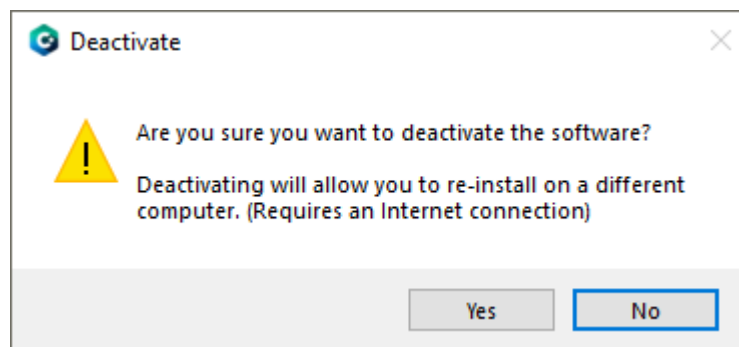 Deactivate
Are you sure you want to deactivate the software?
Deactivating will allow you to re-install on a different
computer. (Requires an Internet connection)
Yes
No